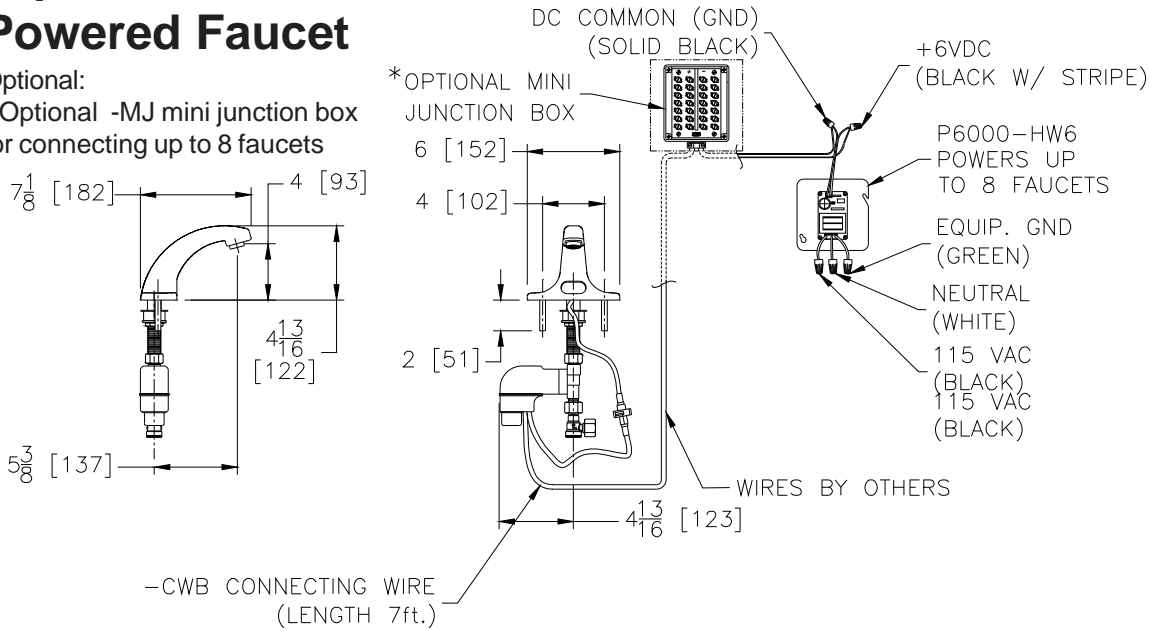 Powered Faucet
Optional:
Optional -MJ mini junction box
for connecting up to 8 faucets
DC COMMON (GND)
(SOLID BLACK)
+6VDC
(BLACK W/ STRIPE)
*OPTIONAL MINI
JUNCTION BOX
P6000-HW6
POWERS UP
TO 8 FAUCETS
6 [152]
4 [102]
7 1/8 [182]
4 [93]
EQUIP. GND
(GREEN)
NEUTRAL
(WHITE)
4 13/16
[122]
2 [51]
115 VAC
(BLACK)
115 VAC
(BLACK)
5 3/8 [137]
WIRES BY OTHERS
4 13/16 [123]
-CWB CONNECTING WIRE
(LENGTH 7ft.)